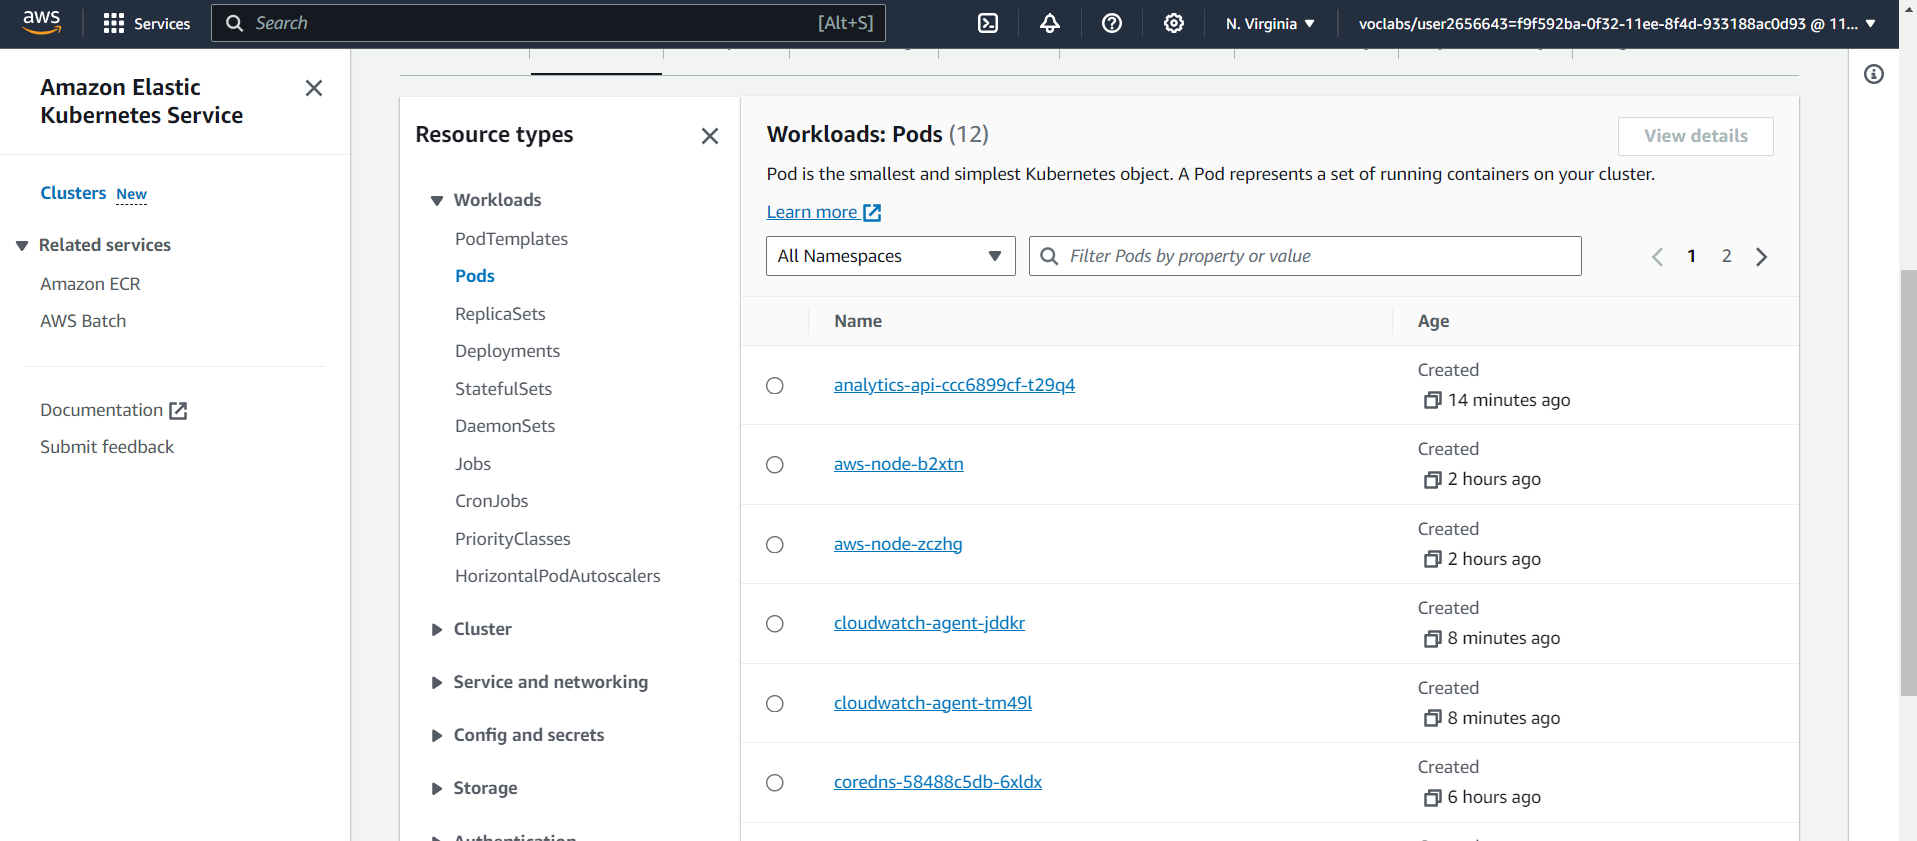 aws
Services
Search
[Alt+S]
N. Virginia
voclabs/user2656643=f9f592ba-0f32-11ee-8f4d-933188ac0d93 @ 11...
Amazon Elastic
Kubernetes Service
Clusters New
Related services
Amazon ECR
AWS Batch
Documentation
Submit feedback
Resource types
Workloads
PodTemplates
Pods
ReplicaSets
Deployments
StatefulSets
DaemonSets
Jobs
CronJobs
PriorityClasses
HorizontalPodAutoscalers
Cluster
Service and networking
Config and secrets
Storage
Authentication
Workloads: Pods (12)
View details
Pod is the smallest and simplest Kubernetes object. A Pod represents a set of running containers on your cluster.
Learn more
All Namespaces
Filter Pods by property or value
1 2
Name Age
analytics-api-ccc6899cf-t29q4
Created
14 minutes ago
aws-node-b2xtn
Created
2 hours ago
aws-node-zczhg
Created
2 hours ago
cloudwatch-agent-jddkr
Created
8 minutes ago
cloudwatch-agent-tm49l
Created
8 minutes ago
coredns-58488c5db-6xldx
Created
6 hours ago